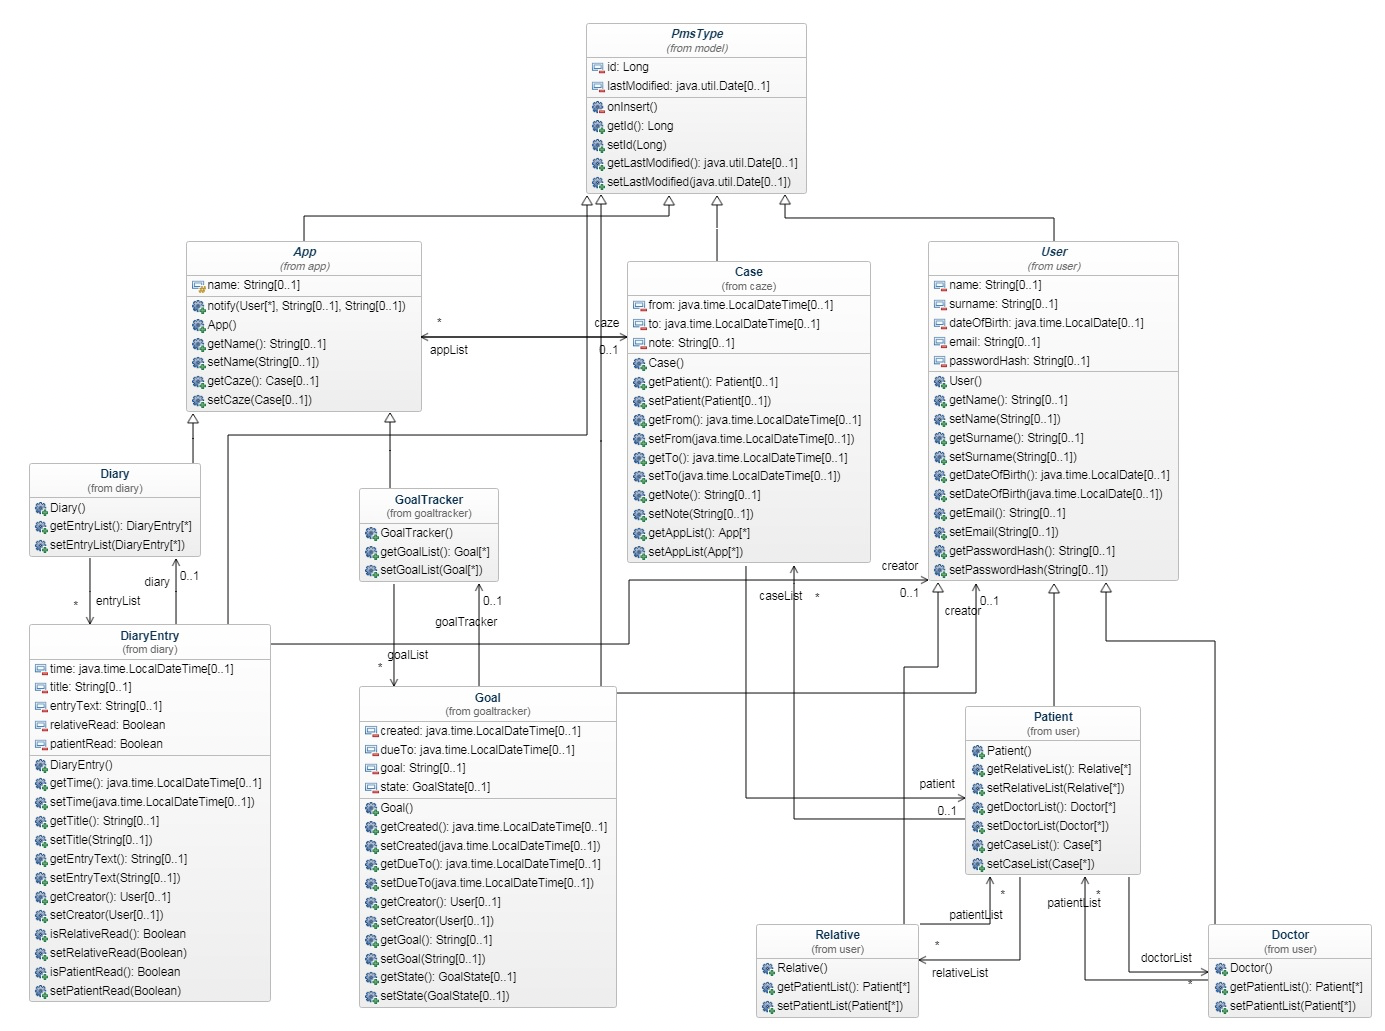 PmsType
(from model)
id: Long
lastModified: java.util.Date[0..1]
onInsert()
getId(): Long
setId(Long)
getLastModified(): java.util.Date[0..1]
setLastModified(java.util.Date[0..1])
App
(from app)
name: String[0..1]
notify(User[*], String[0..1], String[0..1])
App()
getName(): String[0..1]
setName(String[0..1])
getCaze(): Case[0..1]
setCaze(Case[0..1])
*
appList
caze
0..1
Case
(from caze)
from: java.time.LocalDateTime[0..1]
to: java.time.LocalDateTime[0..1]
note: String[0..1]
Case()
getPatient(): Patient[0..1]
setPatient(Patient[0..1])
getFrom(): java.time.LocalDateTime[0..1]
setFrom(java.time.LocalDateTime[0..1])
getTo(): java.time.LocalDateTime[0..1]
setTo(java.time.LocalDateTime[0..1])
getNote(): String[0..1]
setNote(String[0..1])
getAppList(): App[*]
setAppList(App[*])
User
(from user)
name: String[0..1]
surname: String[0..1]
dateOfBirth: java.time.LocalDate[0..1]
email: String[0..1]
passwordHash: String[0..1]
User()
getName(): String[0..1]
setName(String[0..1])
getSurname(): String[0..1]
setSurname(String[0..1])
getDateOfBirth(): java.time.LocalDate[0..1]
setDateOfBirth(java.time.LocalDate[0..1])
getEmail(): String[0..1]
setEmail(String[0..1])
getPasswordHash(): String[0..1]
setPasswordHash(String[0..1])
Diary
(from diary)
Diary()
getEntryList(): DiaryEntry[*]
setEntryList(DiaryEntry[*])
diary
0..1
*
entryList
GoalTracker
(from goaltracker)
GoalTracker()
getGoalList(): Goal[*]
setGoalList(Goal[*])
0..1
goalTracker
goalList
*
creator
0..1
creator
0..1
caseList
*
DiaryEntry
(from diary)
time: java.time.LocalDateTime[0..1]
title: String[0..1]
entryText: String[0..1]
relativeRead: Boolean
patientRead: Boolean
DiaryEntry()
getTime(): java.time.LocalDateTime[0..1]
setTime(java.time.LocalDateTime[0..1])
getTitle(): String[0..1]
setTitle(String[0..1])
getEntryText(): String[0..1]
setEntryText(String[0..1])
getCreator(): User[0..1]
setCreator(User[0..1])
isRelativeRead(): Boolean
setRelativeRead(Boolean)
isPatientRead(): Boolean
setPatientRead(Boolean)
Goal
(from goaltracker)
created: java.time.LocalDateTime[0..1]
dueTo: java.time.LocalDateTime[0..1]
goal: String[0..1]
state: GoalState[0..1]
Goal()
getCreated(): java.time.LocalDateTime[0..1]
setCreated(java.time.LocalDateTime[0..1])
getDueTo(): java.time.LocalDateTime[0..1]
setDueTo(java.time.LocalDateTime[0..1])
getCreator(): User[0..1]
setCreator(User[0..1])
getGoal(): String[0..1]
setGoal(String[0..1])
getState(): GoalState[0..1]
setState(GoalState[0..1])
patient
0..1
Patient
(from user)
Patient()
getRelativeList(): Relative[*]
setRelativeList(Relative[*])
getDoctorList(): Doctor[*]
setDoctorList(Doctor[*])
getCaseList(): Case[*]
setCaseList(Case[*])
*
patientList
*
relativeList
*
patientList
doctorList
*
Relative
(from user)
Relative()
getPatientList(): Patient[*]
setPatientList(Patient[*])
Doctor
(from user)
Doctor()
getPatientList(): Patient[*]
setPatientList(Patient[*])